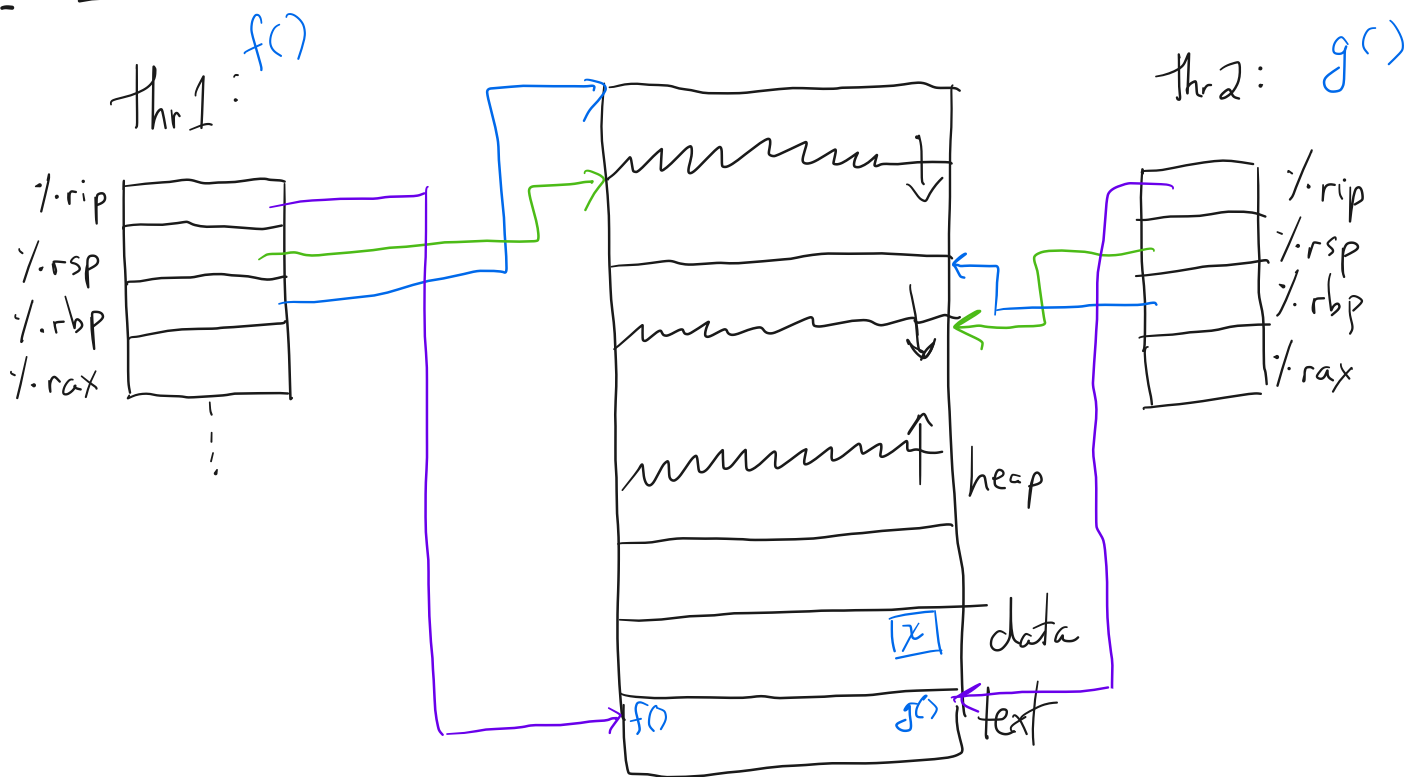 thr1: f()
%rip
%rsp
%rbp
%rax
thr2: g()
%rip
%rsp
%rbp
%rax
heap
x
data
f()
g()
text